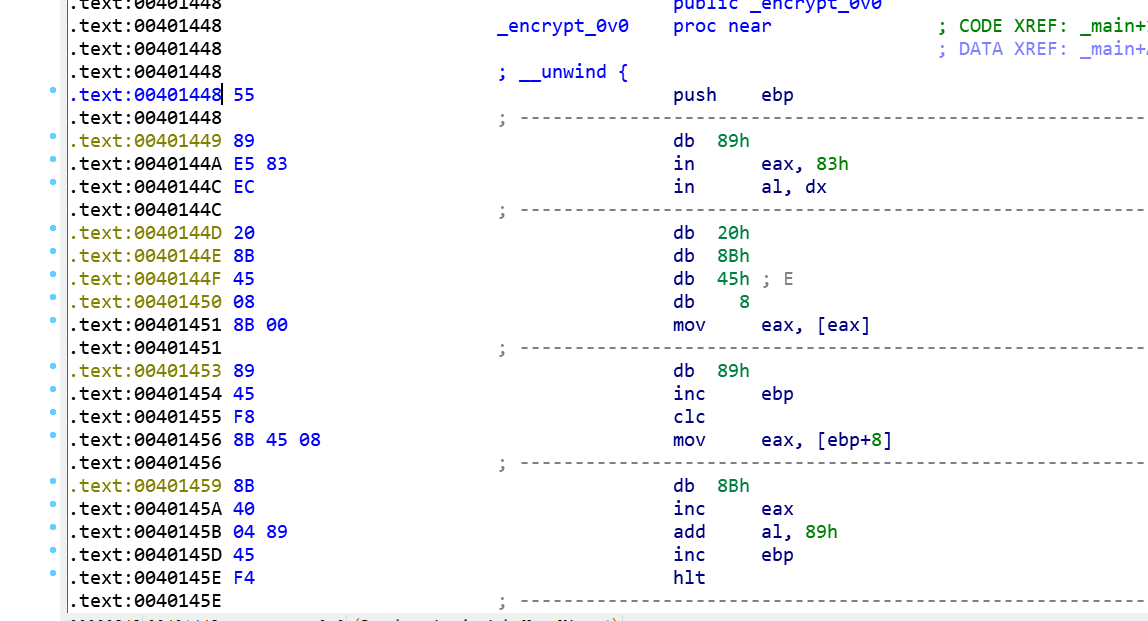 .text:00401448 public _encrypt_0v0
.text:00401448 _encrypt_0v0 proc near ; CODE XREF: _main+
.text:00401448 ; DATA XREF: _main+
.text:00401448 ; __unwind {
.text:00401448 55 push ebp
.text:00401448 ; ---------------------------------------------------------
.text:00401449 89 db 89h
.text:0040144A E5 83 in eax, 83h
.text:0040144C EC in al, dx
.text:0040144C ; ---------------------------------------------------------
.text:0040144D 20 db 20h
.text:0040144E 8B db 8Bh
.text:0040144F 45 db 45h ; E
.text:00401450 08 db 8
.text:00401451 8B 00 mov eax, [eax]
.text:00401451 ; ---------------------------------------------------------
.text:00401453 89 db 89h
.text:00401454 45 inc ebp
.text:00401455 F8 clc
.text:00401456 8B 45 08 mov eax, [ebp+8]
.text:00401456 ; ---------------------------------------------------------
.text:00401459 8B db 8Bh
.text:0040145A 40 inc eax
.text:0040145B 04 89 add al, 89h
.text:0040145D 45 inc ebp
.text:0040145E F4 hlt
.text:0040145E ; ---------------------------------------------------------